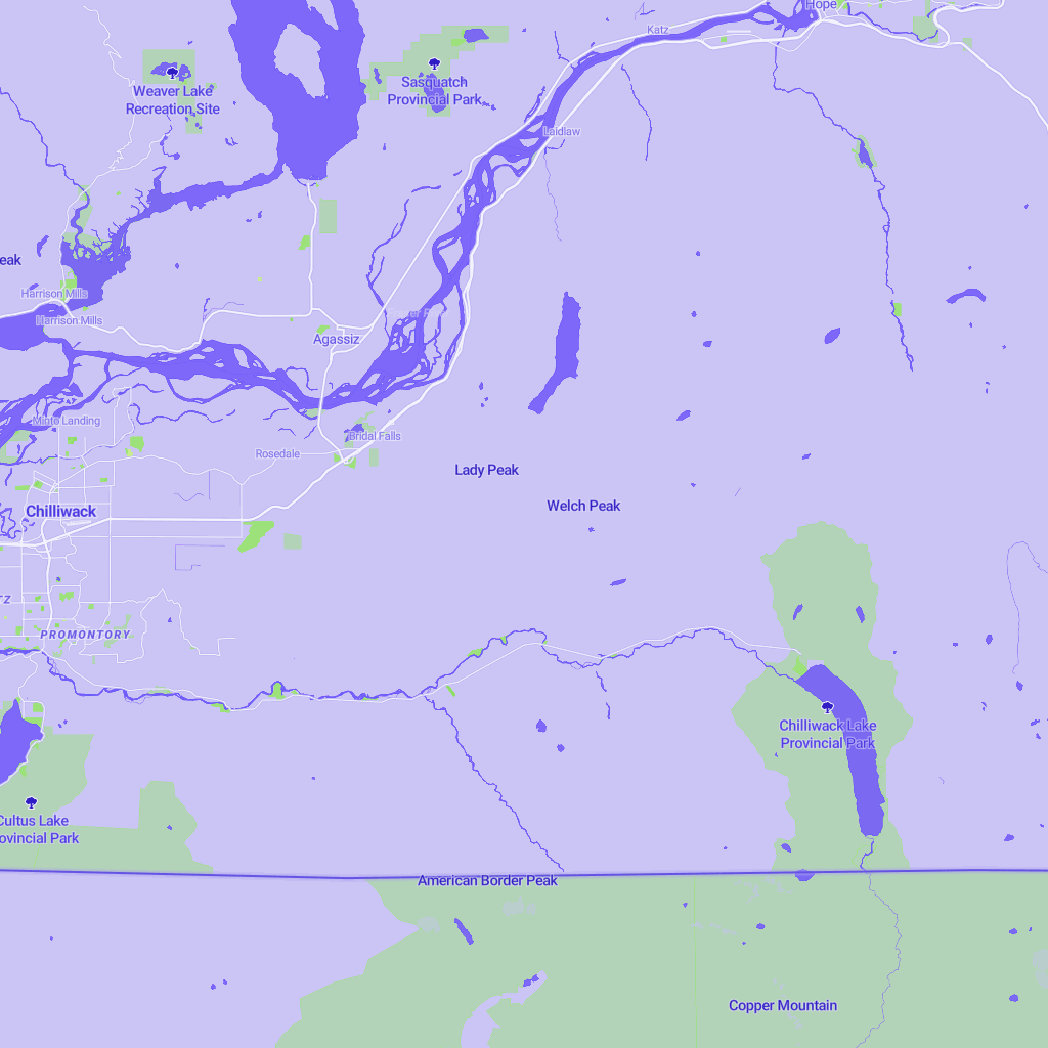 Hope
Katz
Sasquatch
Provincial Park
Weaver Lake
Recreation Site
Laidlaw
eak
Harrison Mills
Harrison Mills
Agassiz
Minto Landing
Bridal Falls
Rosedale
Lady Peak
Welch Peak
Chilliwack
TZ
PROMONTORY
Chilliwack Lake
Provincial Park
Cultus Lake
ovincial Park
American Border Peak
Copper Mountain